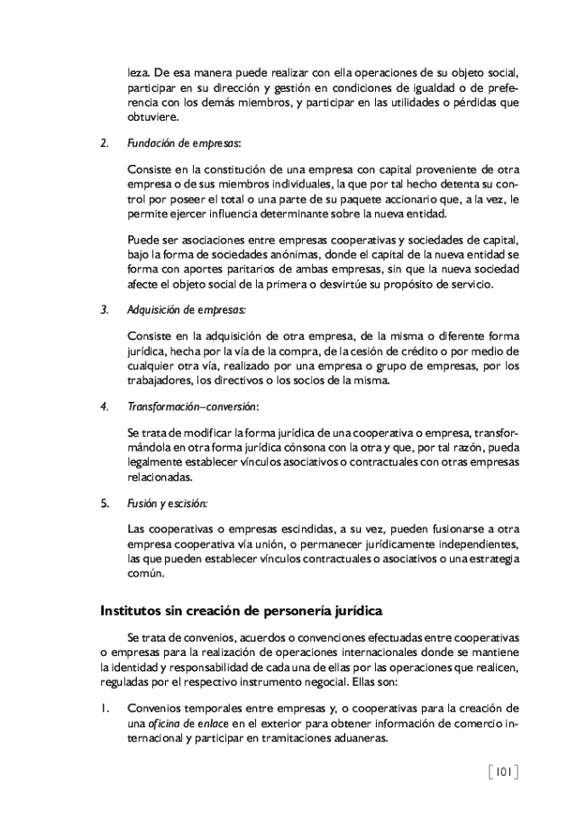 leza. De esa manera puede realizar con ella operaciones de su objeto social,
participar en su dirección y gestión en condiciones de igualdad o de prefe-
rencia con los demás miembros, y participar en las utilidades o pérdidas que
obtuviere.
2. Fundación de empresas:
Consiste en la constitución de una empresa con capital proveniente de otra
empresa o de sus miembros individuales, la que por tal hecho detenta su con-
trol por poseer el total o una parte de su paquete accionario que, a la vez, le
permite ejercer influencia determinante sobre la nueva entidad.
Puede ser asociaciones entre empresas cooperativas y sociedades de capital,
bajo la forma de sociedades anónimas, donde el capital de la nueva entidad se
forma con aportes paritarios de ambas empresas, sin que la nueva sociedad
afecte el objeto social de la primera o desvirtúe su propósito de servicio.
3. Adquisición de empresas:
Consiste en la adquisición de otra empresa, de la misma o diferente forma
jurídica, hecha por la vía de la compra, de la cesión de crédito o por medio de
cualquier otra vía, realizado por una empresa o grupo de empresas, por los
trabajadores, los directivos o los socios de la misma.
4. Transformación–conversión:
Se trata de modificar la forma jurídica de una cooperativa o empresa, transfor-
mándola en otra forma jurídica cónsona con la otra y que, por tal razón, pueda
legalmente establecer vínculos asociativos o contractuales con otras empresas
relacionadas.
5. Fusión y escisión:
Las cooperativas o empresas escindidas, a su vez, pueden fusionarse a otra
empresa cooperativa vía unión, o permanecer jurídicamente independientes,
las que pueden establecer vínculos contractuales o asociativos o una estrategia
común.
Institutos sin creación de personería jurídica
Se trata de convenios, acuerdos o convenciones efectuadas entre cooperativas
o empresas para la realización de operaciones internacionales donde se mantiene
la identidad y responsabilidad de cada una de ellas por las operaciones que realicen,
reguladas por el respectivo instrumento negocial. Ellas son:
1. Convenios temporales entre empresas y, o cooperativas para la creación de
una oficina de enlace en el exterior para obtener información de comercio in-
ternacional y participar en tramitaciones aduaneras.
[101]